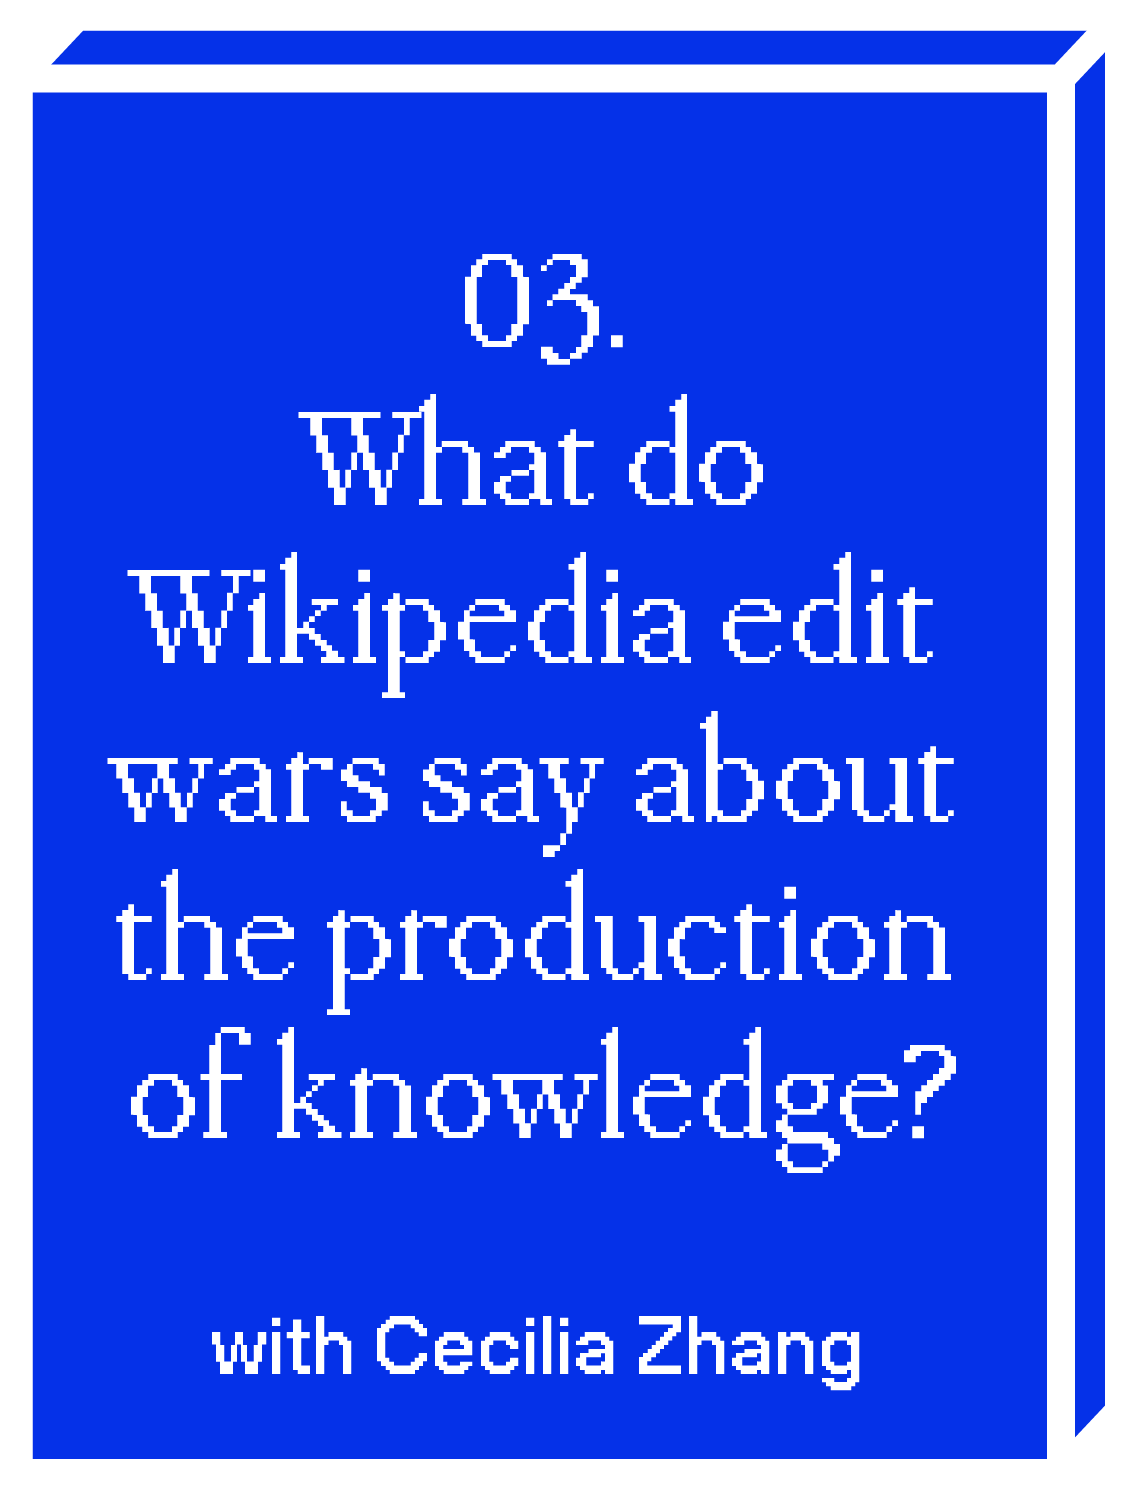 03.
What do
Wikipedia edit
wars say about
the production
of knowledge?
with Cecilia Zhang